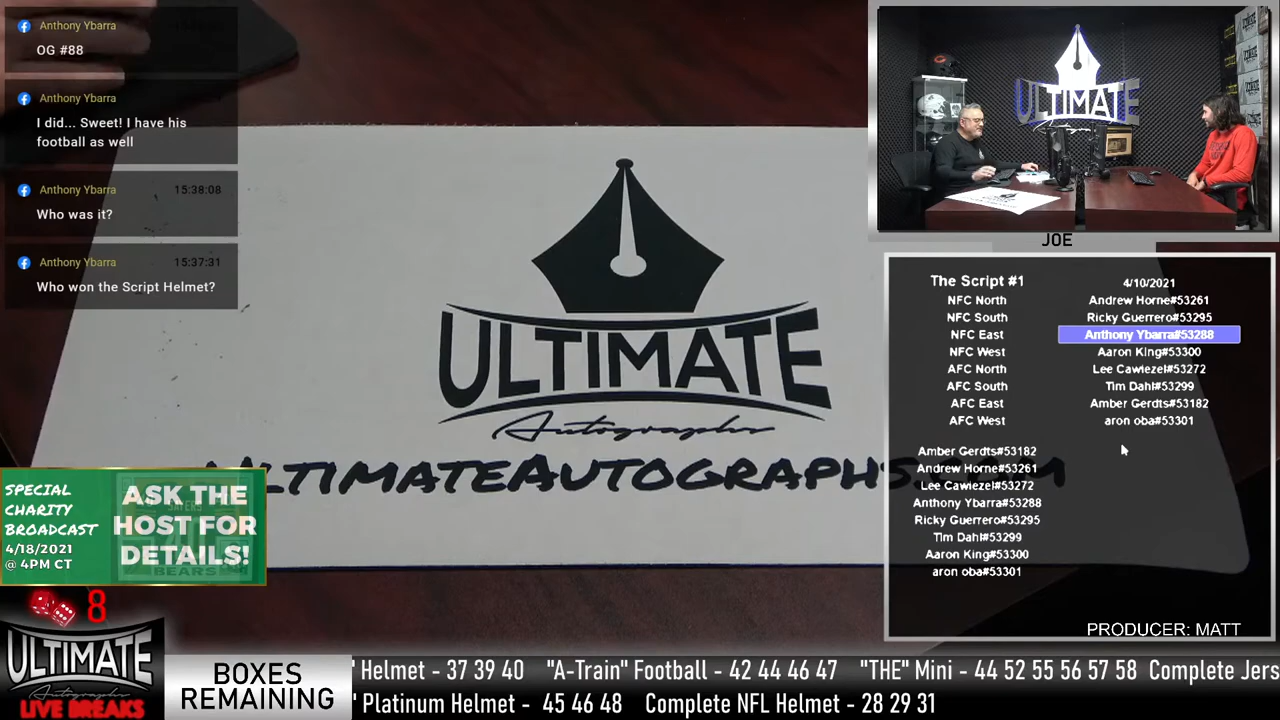 Anthony Ybarra
OG #88
Anthony Ybarra
I did... Sweet! I have his
football as well
Anthony Ybarra 15:38:08
Who was it?
Anthony Ybarra 15:37:31
Who won the Script Helmet?
ULTIMATE
Autographs
ULTIMATEAUTOGRAPHS
ULTIMATE
JOE
The Script #1 4/10/2021
NFC North Andrew Horne#53261
NFC South Ricky Guerrero#53295
NFC East Anthony Ybarra#53288
NFC West Aaron King#53300
AFC North Lee Cawiezel#53272
AFC South Tim Dahl#53299
AFC East Amber Gerdts#53182
AFC West aron oba#53301
Amber Gerdts#53182
Andrew Horne#53261
Lee Cawiezel#53272
Anthony Ybarra#53288
Ricky Guerrero#53295
Tim Dahl#53299
Aaron King#53300
aron oba#53301
PRODUCER: MATT
SPECIAL
CHARITY
BROADCAST
4/18/2021
@ 4PM CT
ASK THE
HOST FOR
DETAILS!
BEARS
8
ULTIMATE
Autographs
LIVE BREAKS
BOXES
REMAINING
' Helmet - 37 39 40 "A-Train" Football - 42 44 46 47 "THE" Mini - 44 52 55 56 57 58 Complete Jers
' Platinum Helmet - 45 46 48 Complete NFL Helmet - 28 29 31